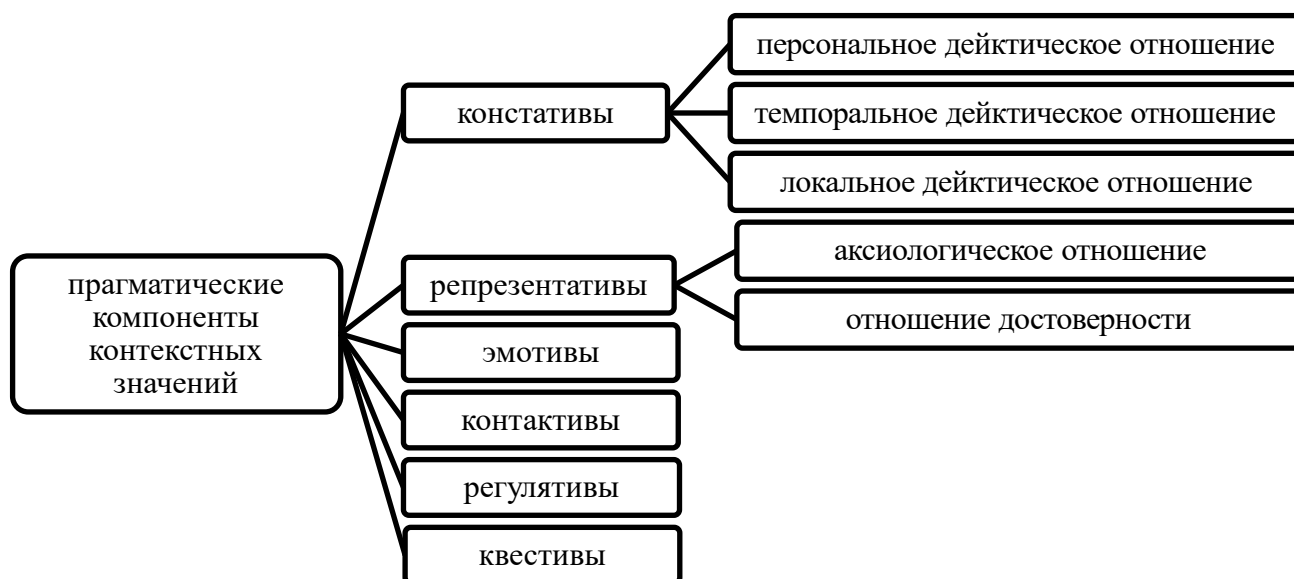 персональное дейктическое отношение
констативы
темпоральное дейктическое отношение
локальное дейктическое отношение
прагматические
компоненты
контекстных
значений
репрезентативы
аксиологическое отношение
отношение достоверности
эмотивы
контактивы
регулятивы
квестивы